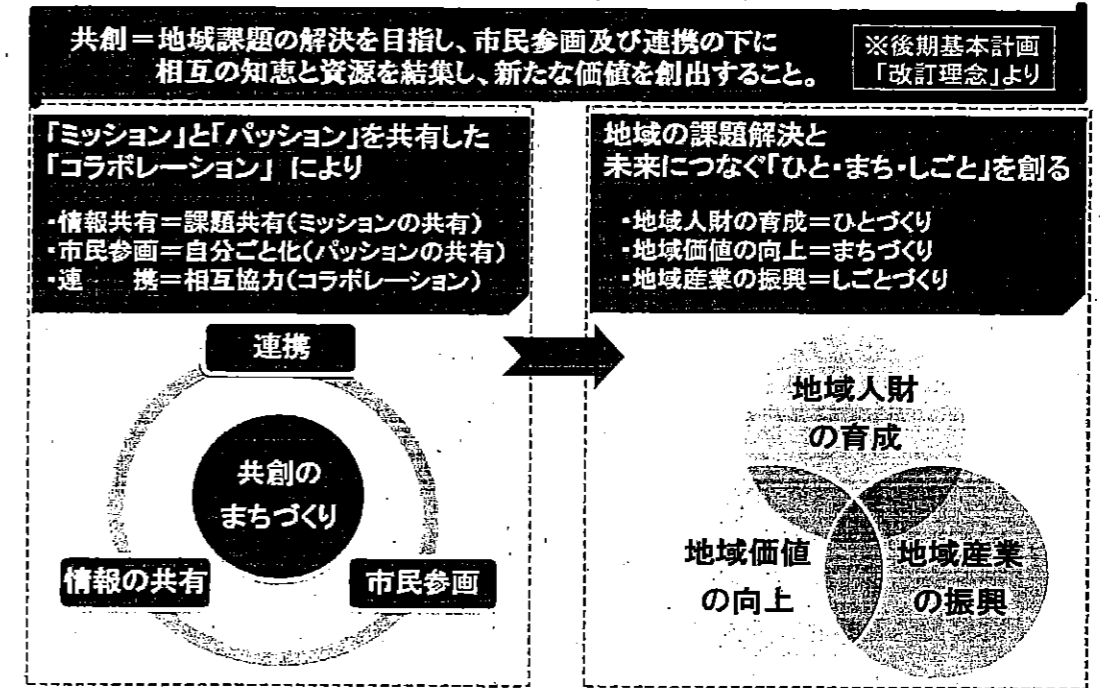 共創＝地域課題の解決を目指し、市民参画及び連携の下に
相互の知恵と資源を結集し、新たな価値を創出すること。
※後期基本計画
「改訂理念」より
「ミッション」と「パッション」を共有した
「コラボレーション」により
・情報共有＝課題共有(ミッションの共有)
・市民参画＝自分ごと化(パッションの共有)
・連　　携＝相互協力(コラボレーション)
連携
共創の
まちづくり
情報の共有
市民参画
地域の課題解決と
未来につなぐ「ひと・まち・しごと」を創る
・地域人財の育成＝ひとづくり
・地域価値の向上＝まちづくり
・地域産業の振興＝しごとづくり
地域人財
の育成
地域価値
の向上
地域産業
の振興